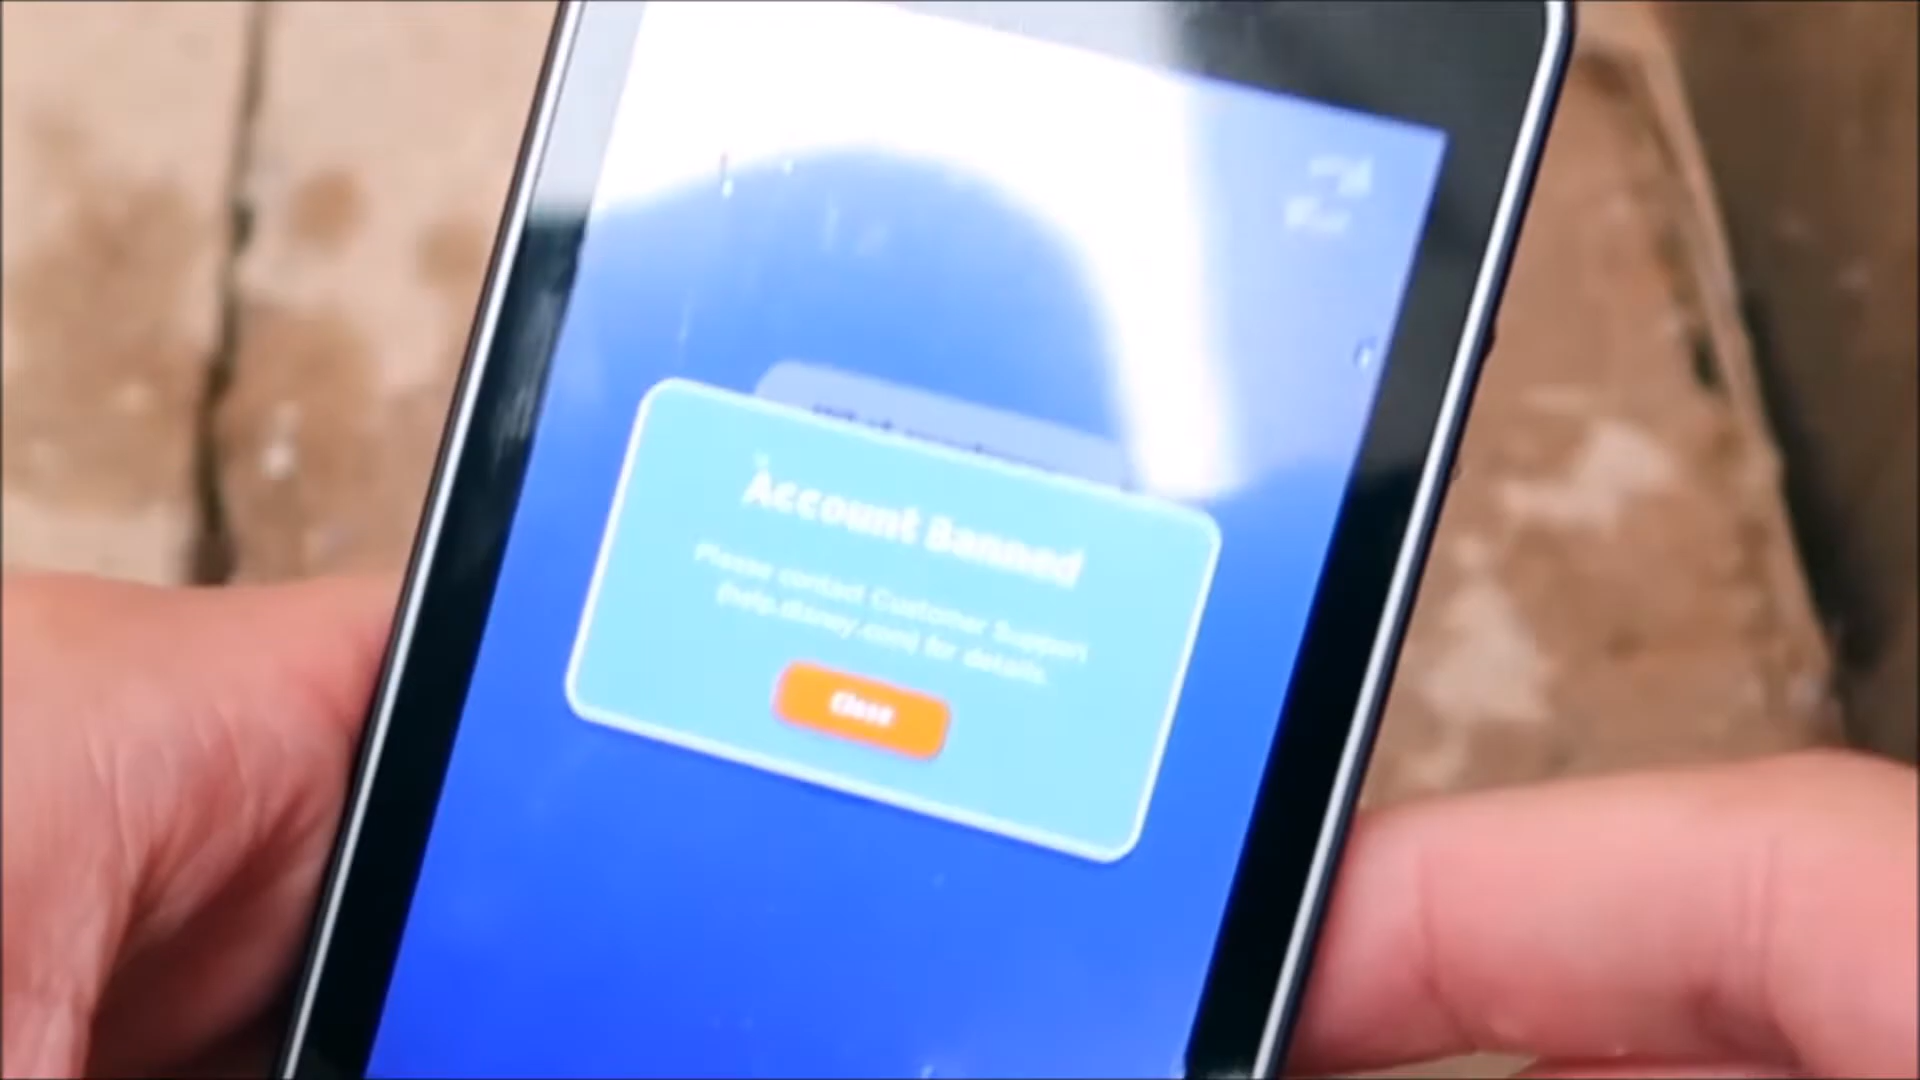 Account Banned
Please contact Customer Support
(help.disney.com) for details.
Close